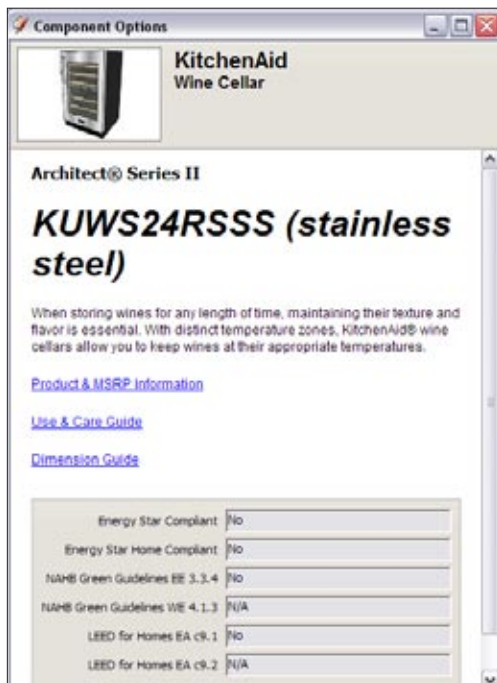 Component Options
KitchenAid
Wine Cellar
Architect® Series II
KUWS24RSSS (stainless
steel)
When storing wines for any length of time, maintaining their texture and
flavor is essential. With distinct temperature zones, KitchenAid® wine
cellars allow you to keep wines at their appropriate temperatures.
Product & MSRP Information
Use & Care Guide
Dimension Guide
Energy Star Compliant No
Energy Star Home Compliant No
NAHB Green Guidelines EE 3.3.4 No
NAHB Green Guidelines WE 4.1.3 N/A
LEED for Homes EA c9.1 No
LEED for Homes EA c9.2 N/A